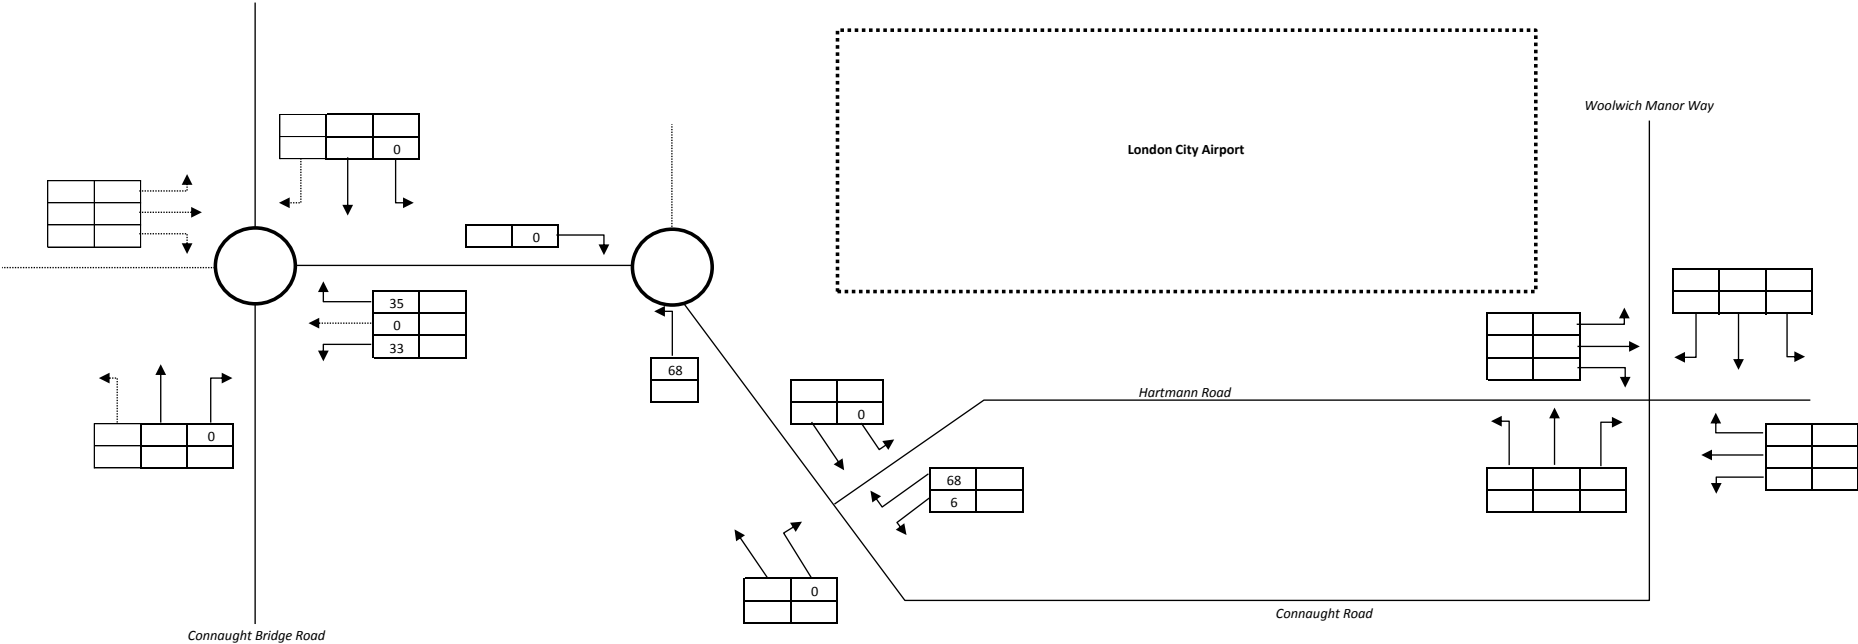 Woolwich Manor Way
London City Airport
0
0
35
0
33
68
Hartmann Road
0
0
68
6
0
Connaught Road
Connaught Bridge Road